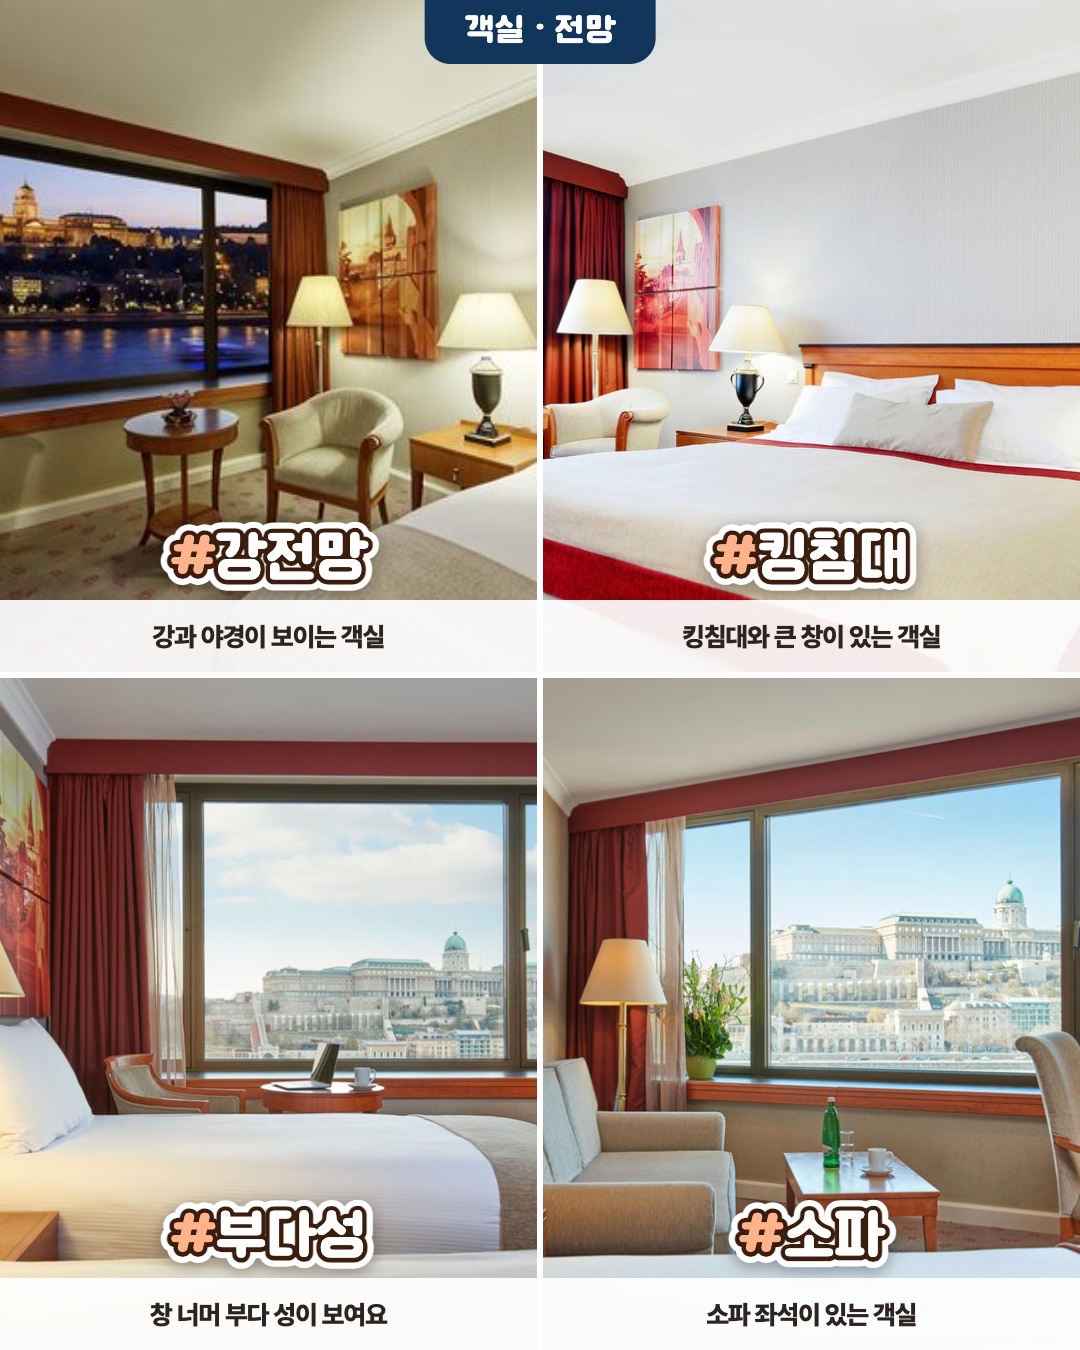 객실 · 전망
#강전망
강과 야경이 보이는 객실
#킹침대
킹침대와 큰 창이 있는 객실
#부다성
창 너머 부다 성이 보여요
#소파
소파 좌석이 있는 객실